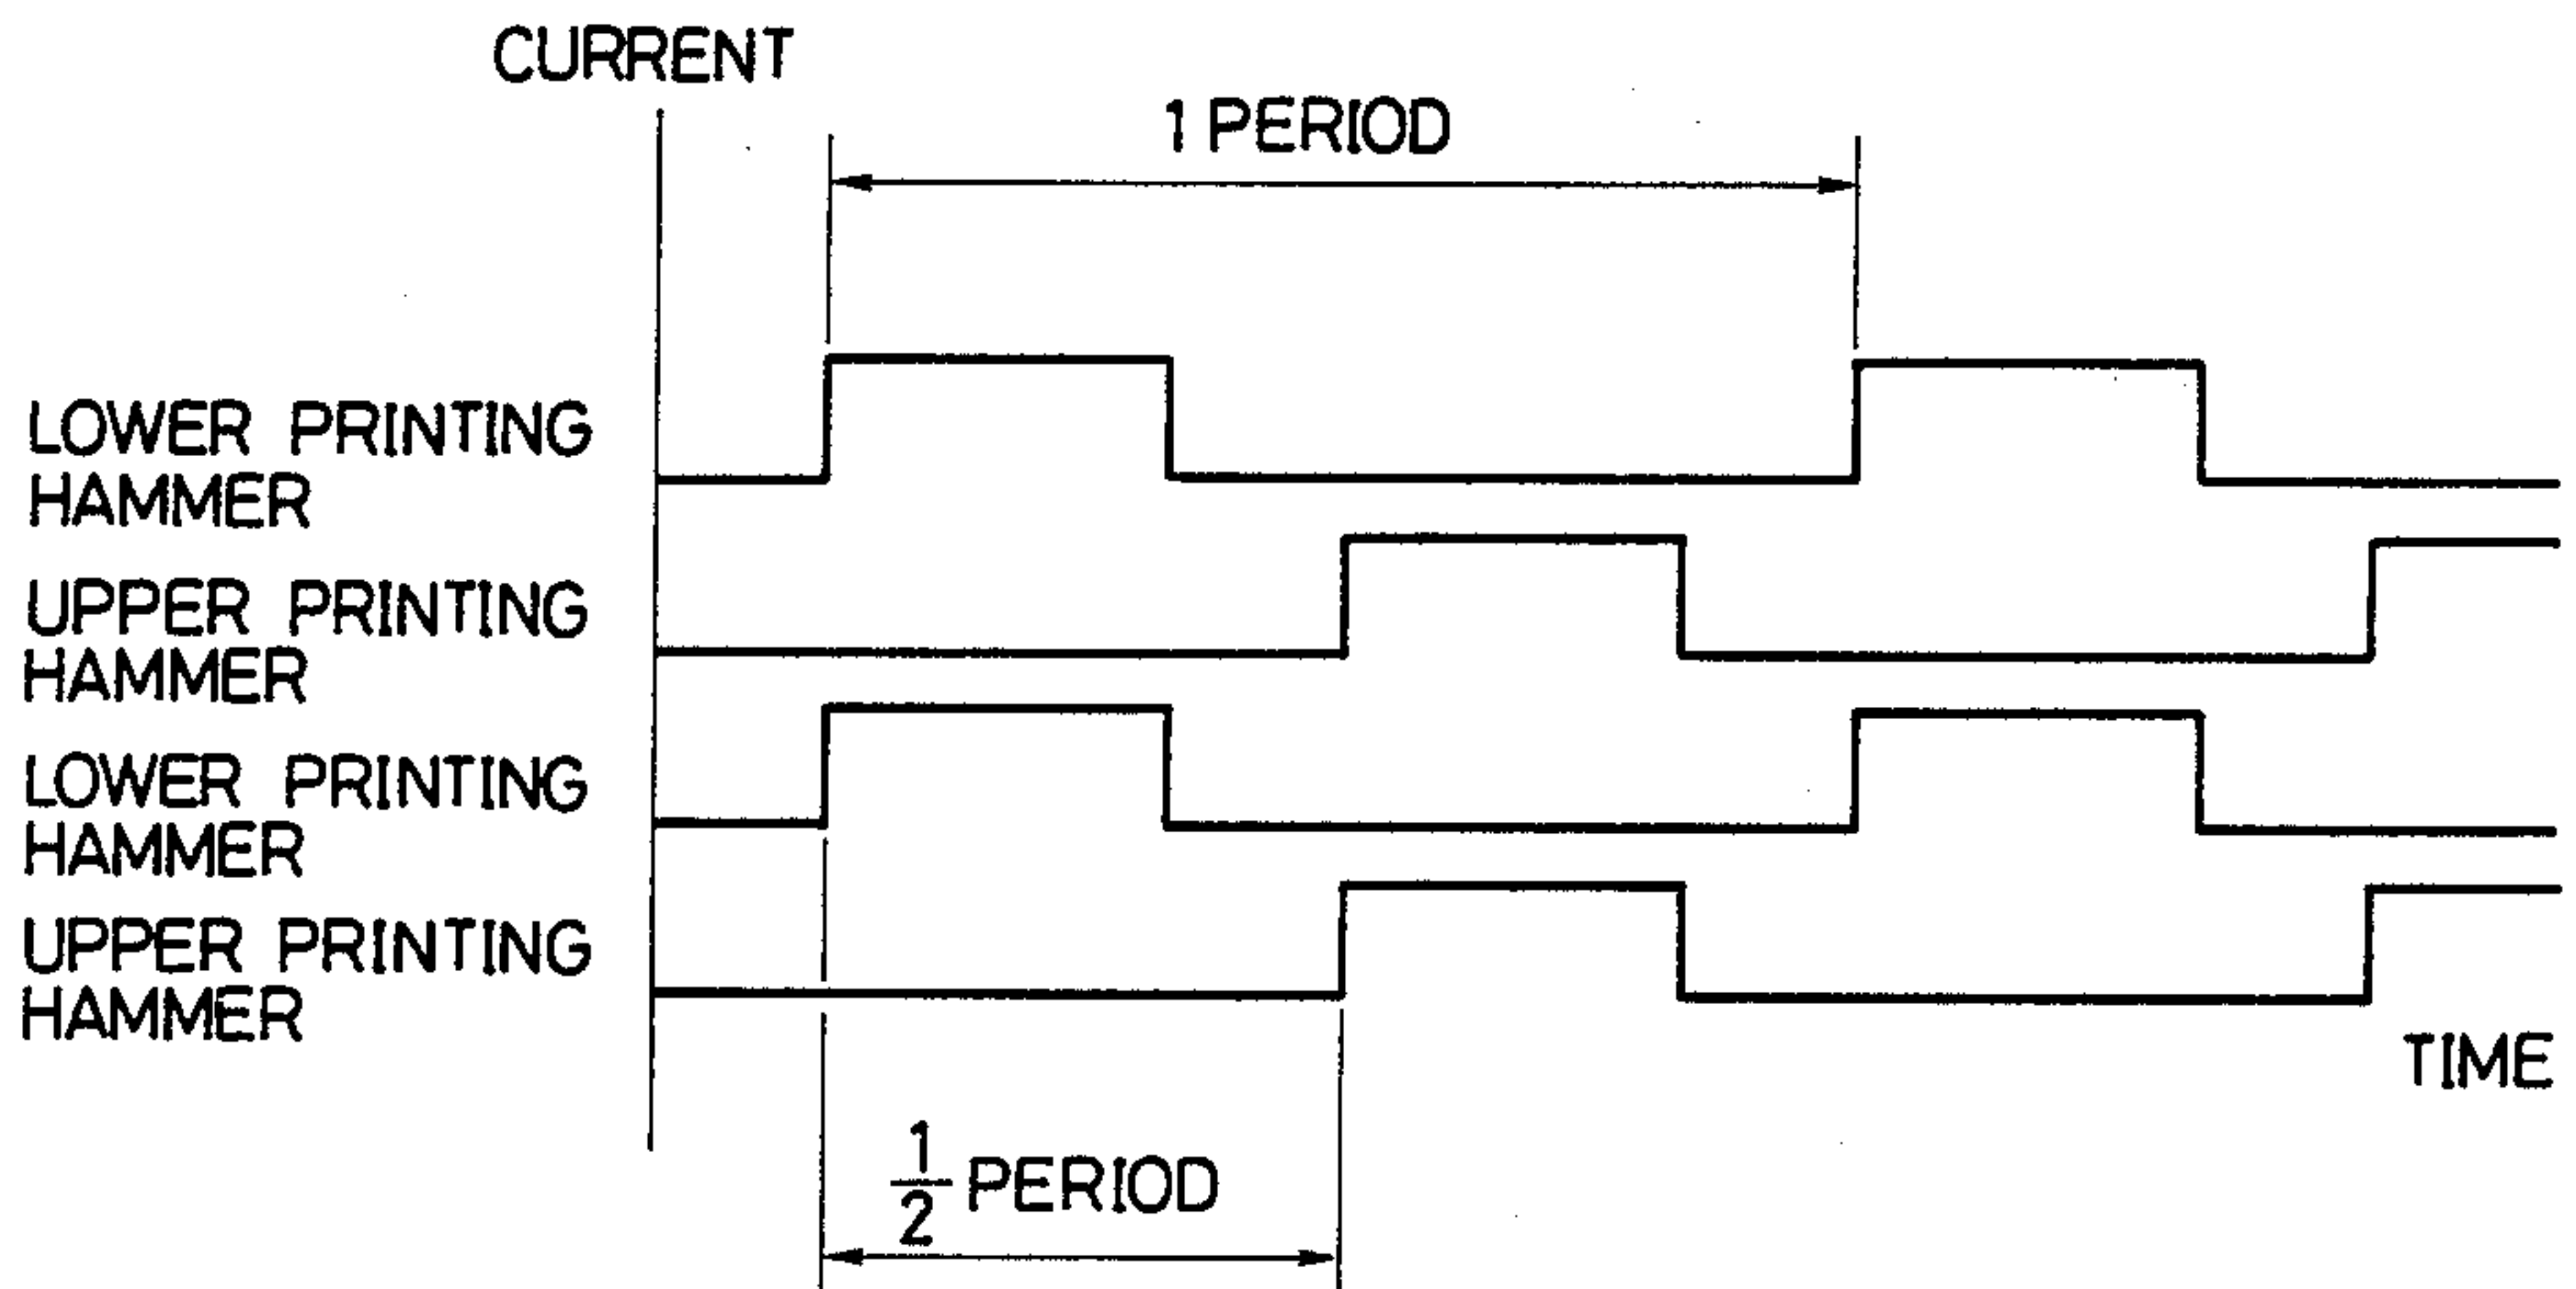 CURRENT
1 PERIOD
LOWER PRINTING
HAMMER
UPPER PRINTING
HAMMER
LOWER PRINTING
HAMMER
UPPER PRINTING
HAMMER
TIME
1/2 PERIOD